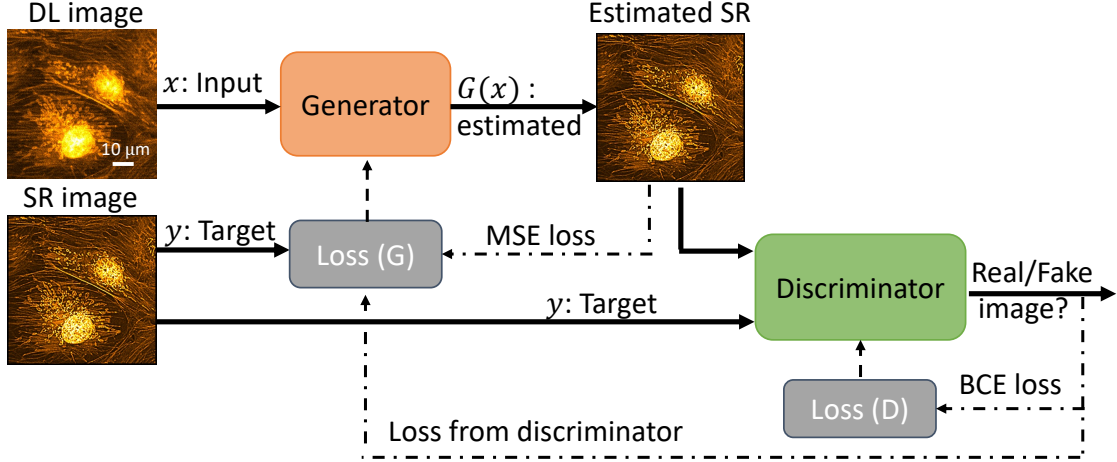 DL image
Estimated SR
x: Input
Generator
G(x) :
estimated
10 μm
SR image
y: Target
Loss (G)
MSE loss
Discriminator
Real/Fake
image?
y: Target
Loss (D)
BCE loss
Loss from discriminator